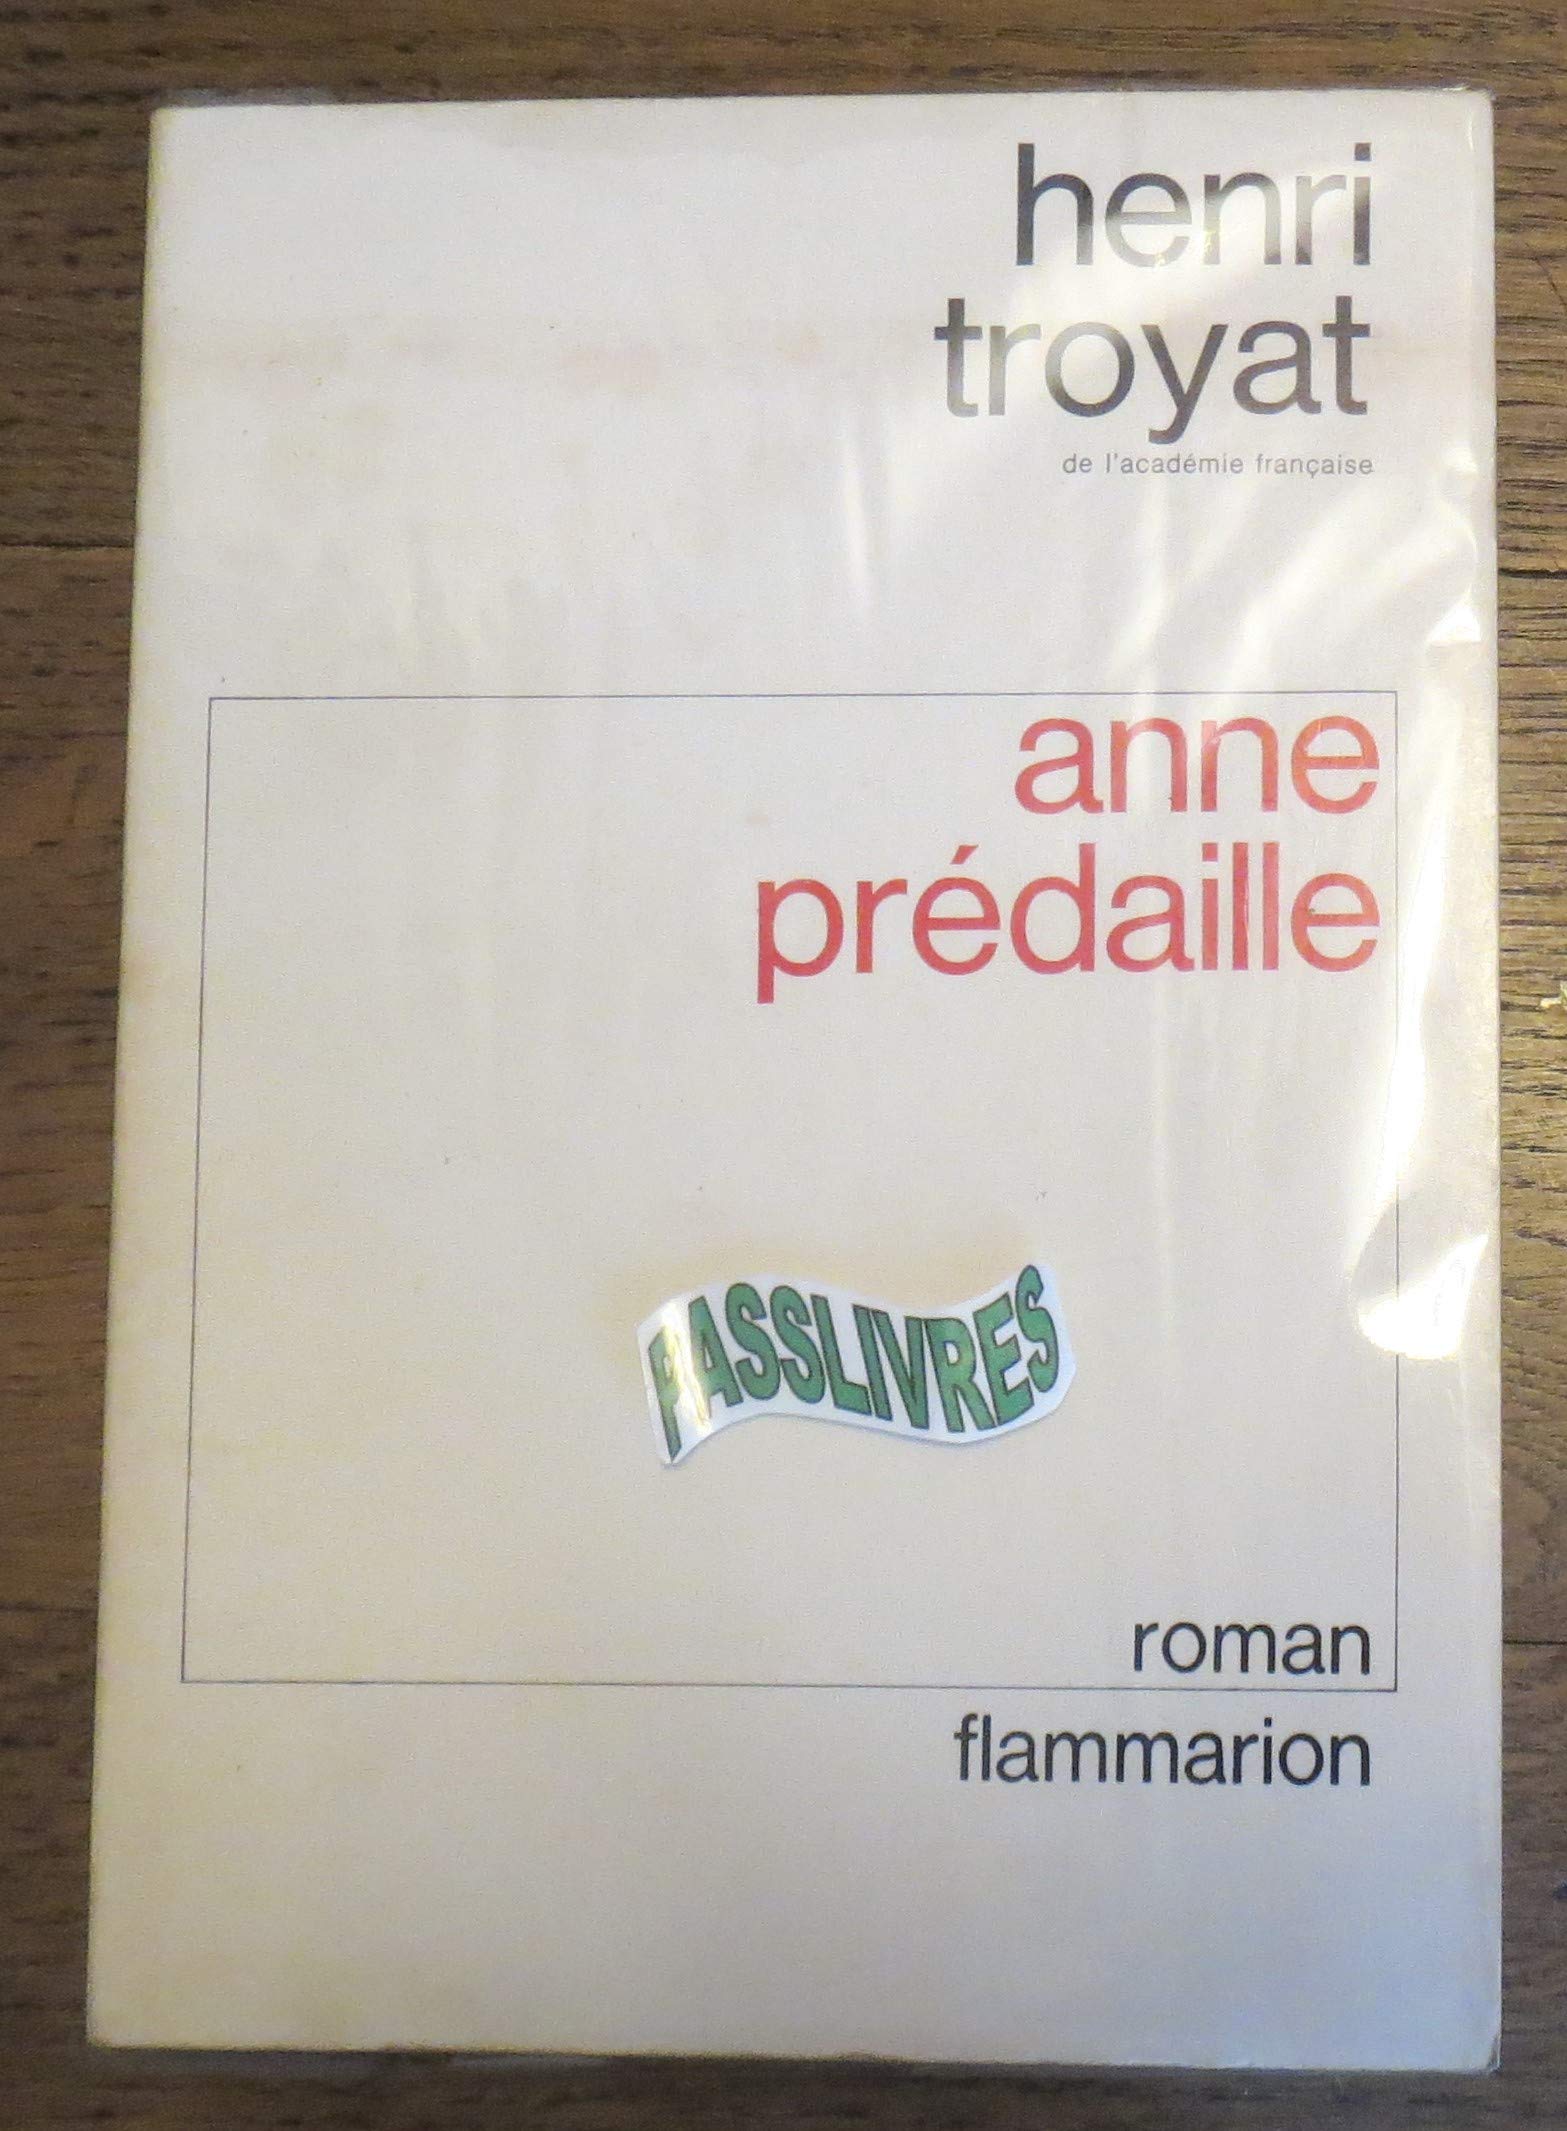 henri
troyat
de l'académie française
anne
prédaille
PASSLIVRES
roman
flammarion